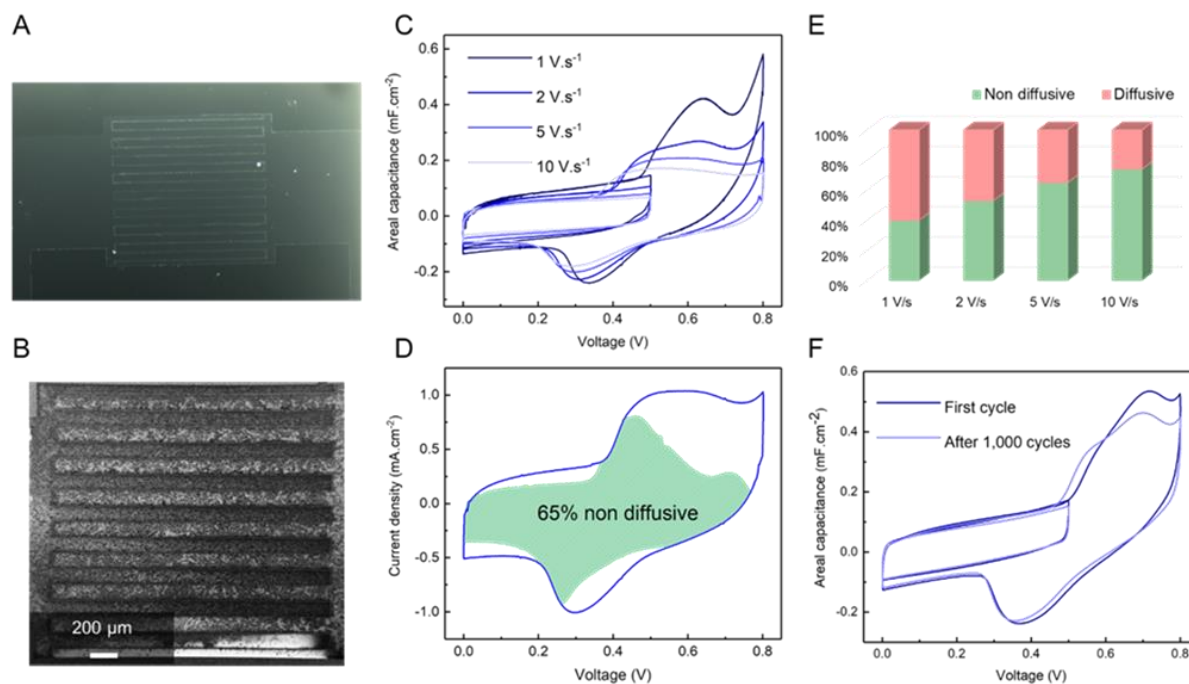 A
B
200 μm
C
Areal capacitance (mF.cm⁻²)
0.6
0.4
0.2
0.0
-0.2
1 V.s⁻¹
2 V.s⁻¹
5 V.s⁻¹
10 V.s⁻¹
0.0 0.2 0.4 0.6 0.8
Voltage (V)
D
Current density (mA.cm⁻²)
1.0
0.5
0.0
-0.5
-1.0
65% non diffusive
0.0 0.2 0.4 0.6 0.8
Voltage (V)
E
Non diffusive Diffusive
100%
80%
60%
40%
20%
0%
1 V/s 2 V/s 5 V/s 10 V/s
F
Areal capacitance (mF.cm⁻²)
0.6
0.4
0.2
0.0
-0.2
First cycle
After 1,000 cycles
0.0 0.2 0.4 0.6 0.8
Voltage (V)